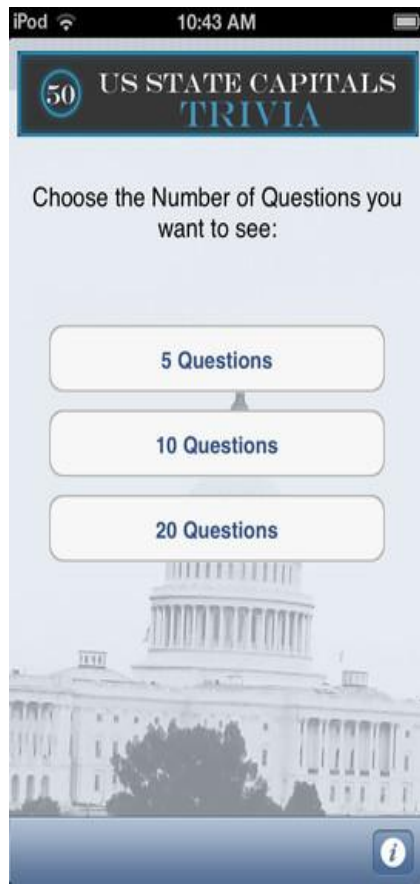 iPod 10:43 AM
50 US STATE CAPITALS
TRIVIA
Choose the Number of Questions you
want to see:
5 Questions
10 Questions
20 Questions
i